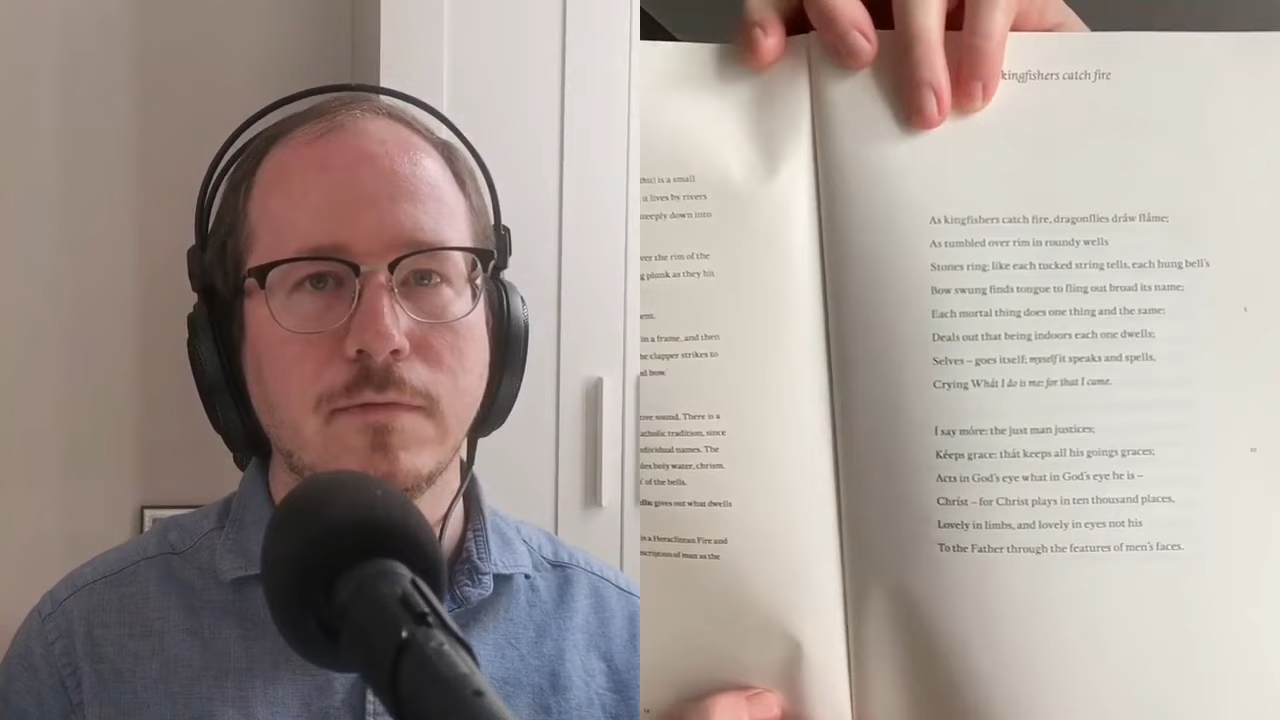 is a small
it lives by rivers
deeply down into
over the rim of the
plunk as they hit
in a frame, and then
clapper strikes to
bow.
sound. There is a
tradition, since
individual names. The
holy water, chrism,
of the bells.
gives out what dwells
is a Heraclitean Fire and
of man as the
kingfishers catch fire
As kingfishers catch fire, dragonflies dráw fláme;
As tumbled over rim in roundy wells
Stones ring; like each tucked string tells, each hung bell's
Bow swung finds tongue to fling out broad its name;
Each mortal thing does one thing and the same:
Deals out that being indoors each one dwells;
Selves – goes itself; myself it speaks and spells,
Crying Whát I do is me: for that I came.
Í say móre: the just man justices;
Kéeps grace: thát keeps all his goings graces;
Acts in God's eye what in God's eye he is –
Chríst – for Christ plays in ten thousand places,
Lovely in limbs, and lovely in eyes not his
To the Father through the features of men's faces.